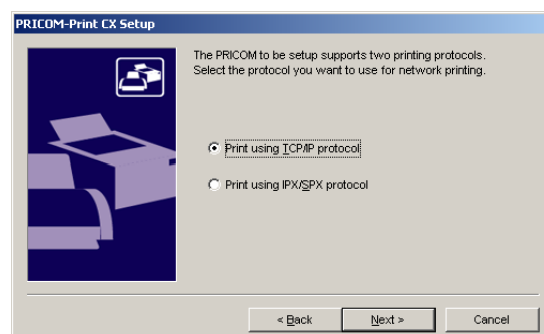 PRICOM-Print CX Setup
The PRICOM to be setup supports two printing protocols.
Select the protocol you want to use for network printing.
Print using TCP/IP protocol
Print using IPX/SPX protocol
< Back Next > Cancel